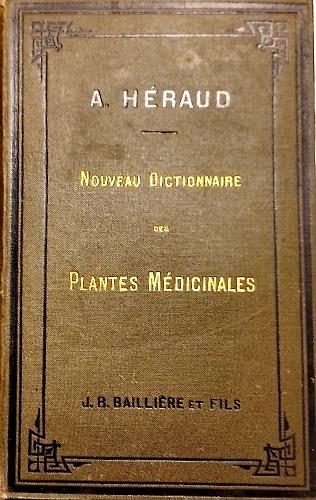 A. HÉRAUD
NOUVEAU DICTIONNAIRE
DES
PLANTES MÉDICINALES
J. B. BAILLIÈRE ET FILS